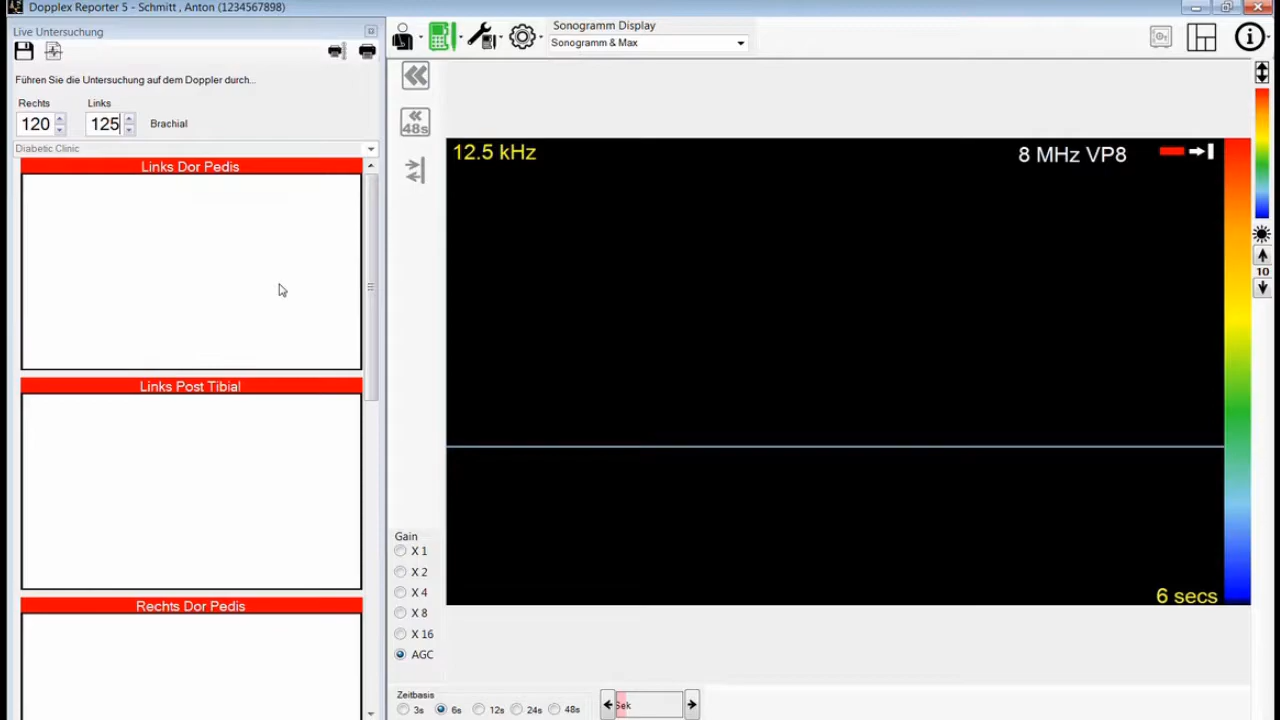 Dopplex Reporter 5 - Schmitt , Anton (1234567898)
Live Untersuchung
Führen Sie die Untersuchung auf dem Doppler durch...
Rechts Links
120 125 Brachial
Diabetic Clinic
Links Dor Pedis
Links Post Tibial
Rechts Dor Pedis
Sonogramm Display
Sonogramm & Max
48s
12.5 kHz
8 MHz VP8
10
6 secs
Gain
X 1
X 2
X 4
X 8
X 16
AGC
Zeitbasis
3s 6s 12s 24s 48s
Sek